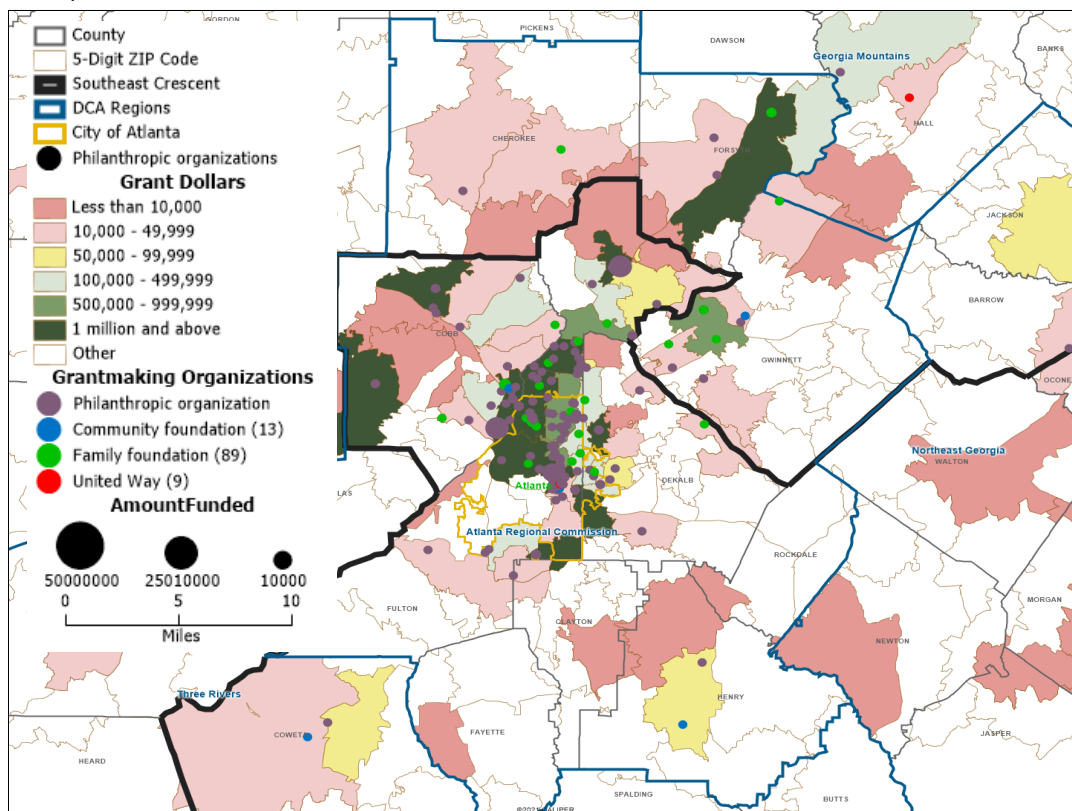 County
5-Digit ZIP Code
Southeast Crescent
DCA Regions
City of Atlanta
Philanthropic organizations
Grant Dollars
Less than 10,000
10,000 - 49,999
50,000 - 99,999
100,000 - 499,999
500,000 - 999,999
1 million and above
Other
Grantmaking Organizations
Philanthropic organization
Community foundation (13)
Family foundation (89)
United Way (9)
AmountFunded
50000000
25010000
10000
0
5
10
Miles
GORDON
PICKENS
DAWSON
BANKS
Georgia Mountains
HALL
CHEROKEE
FORSYTH
JACKSON
BARROW
COBB
GWINNETT
OCONEE
Northeast Georgia
WALTON
LAS
Atlanta
DEKALB
Atlanta Regional Commission
ROCKDALE
MORGAN
FULTON
CLAYTON
NEWTON
Three Rivers
HENRY
COWETA
FAYETTE
JASPER
HEARD
SPALDING
BUTTS